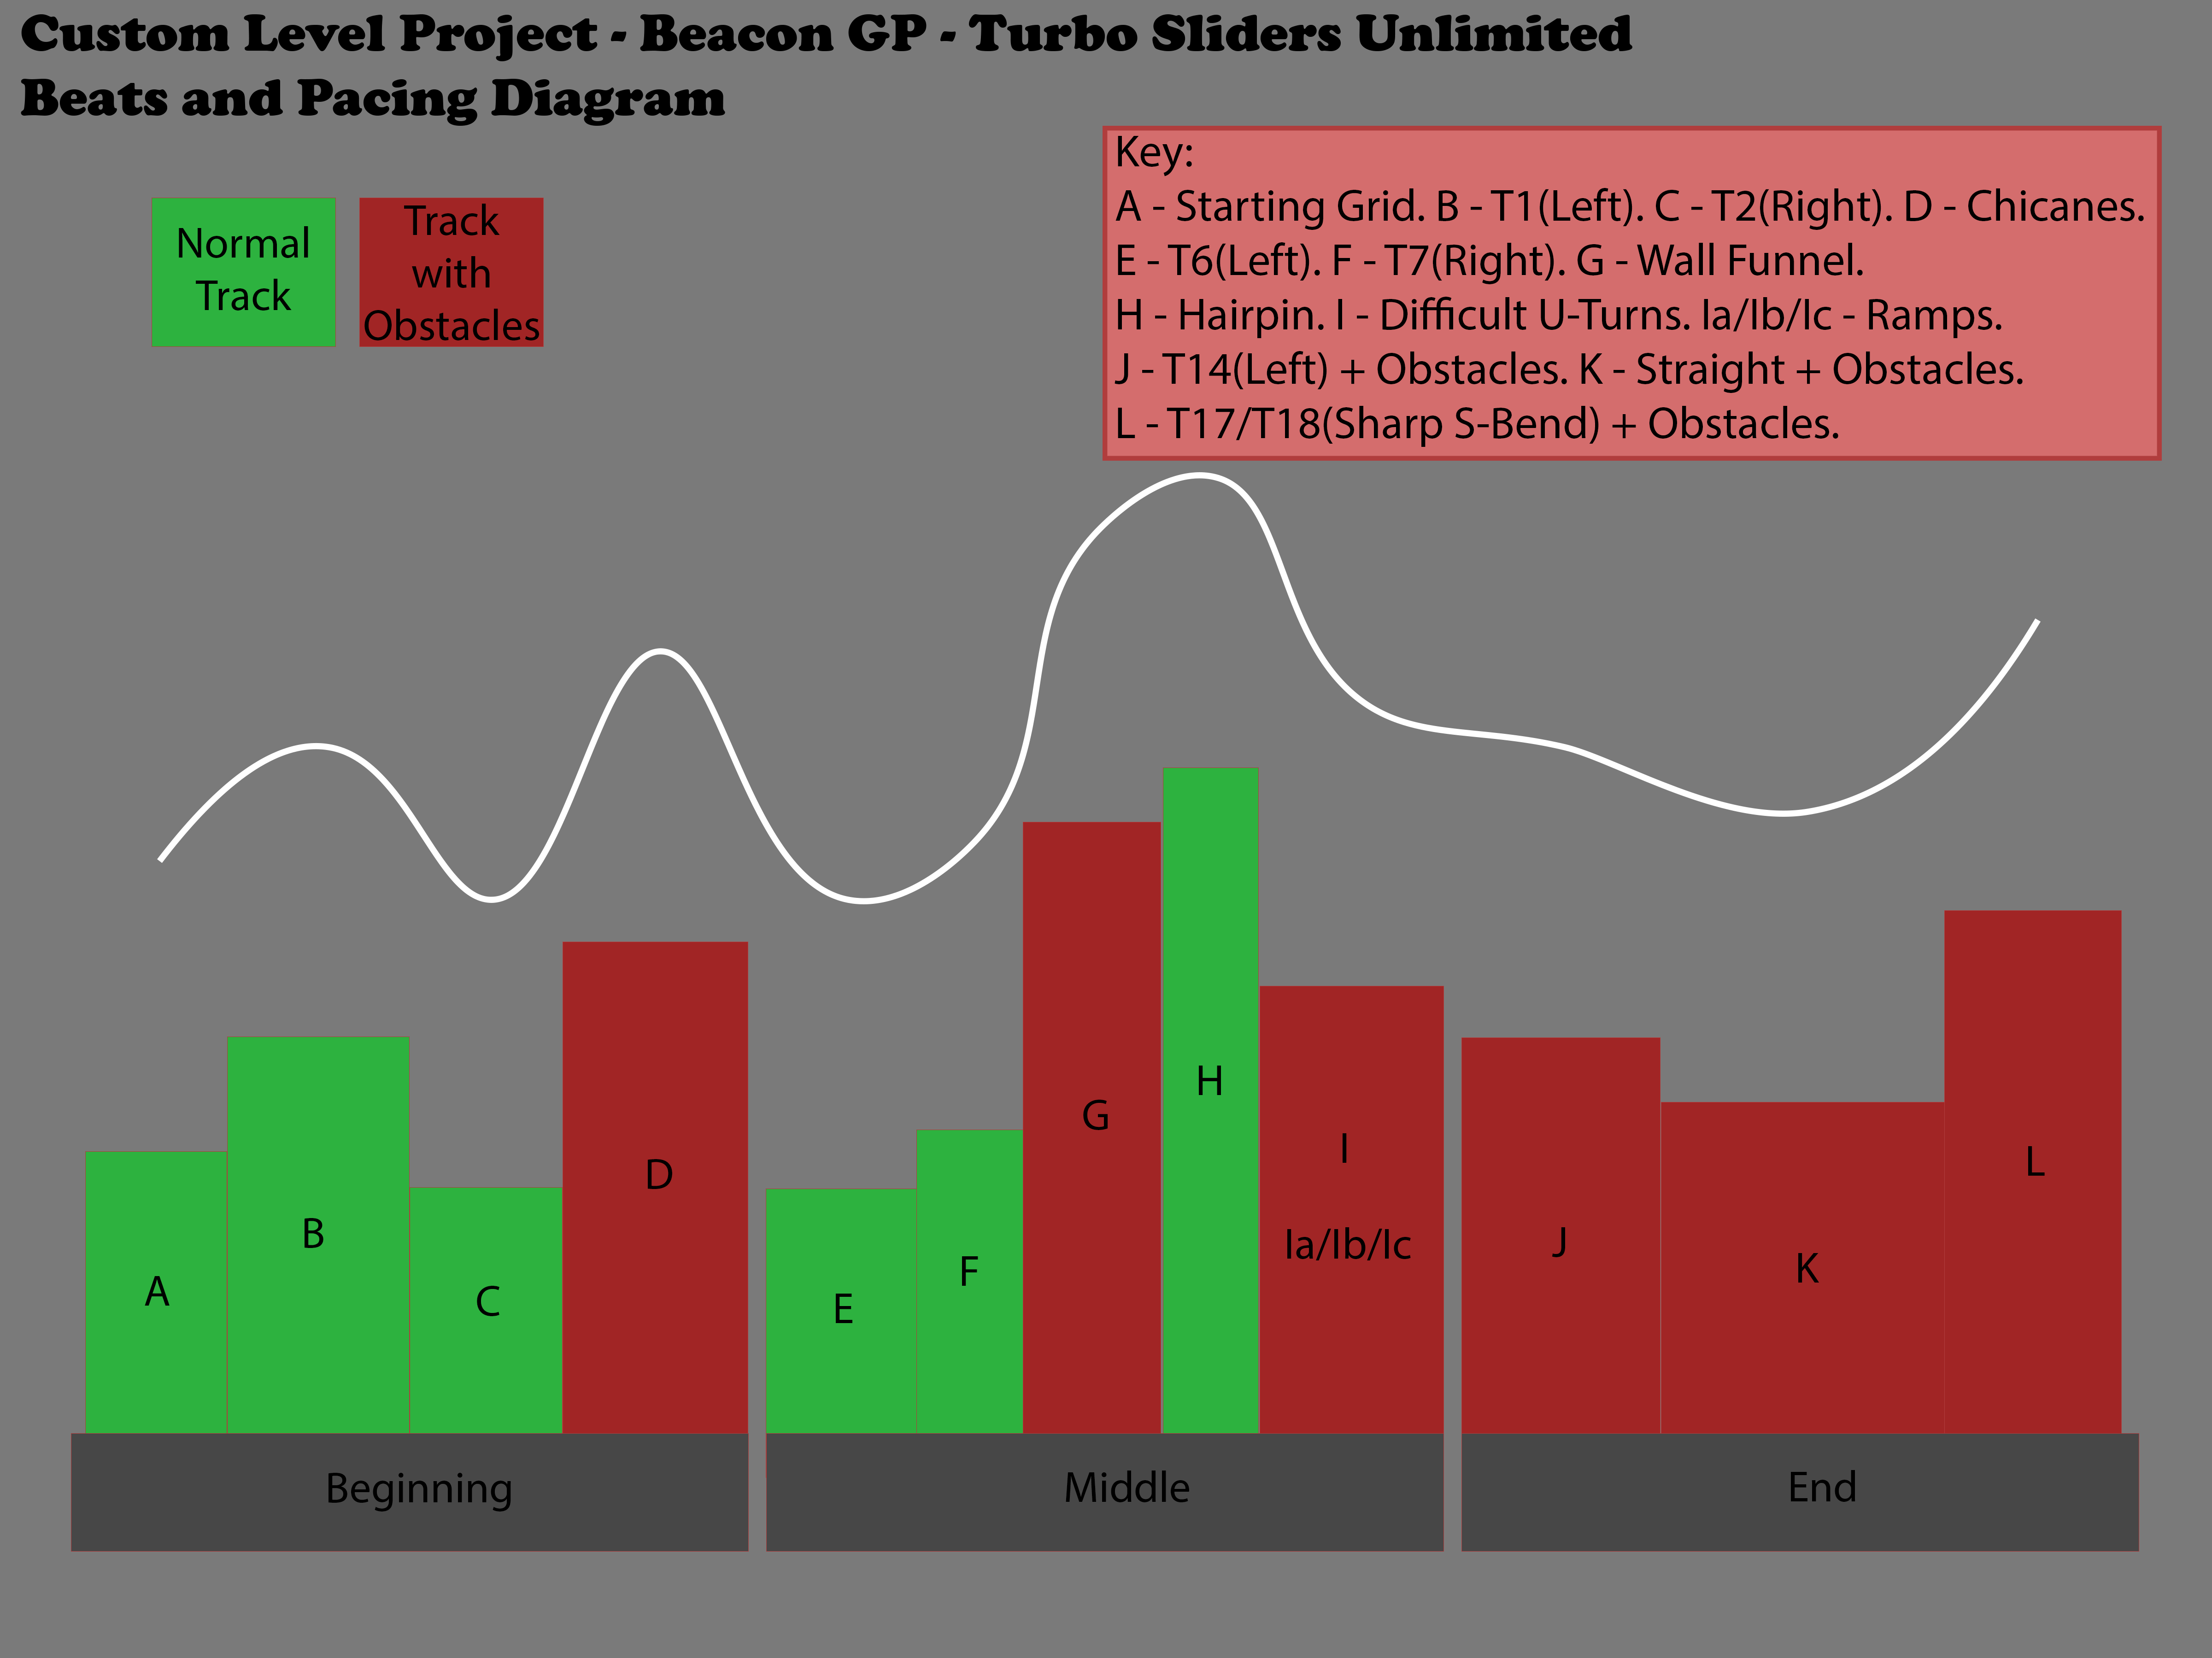 Custom Level Project - Beacon GP - Turbo Sliders Unlimited
Beats and Pacing Diagram
Normal
Track
Track
with
Obstacles
Key:
A - Starting Grid. B - T1(Left). C - T2(Right). D - Chicanes.
E - T6(Left). F - T7(Right). G - Wall Funnel.
H - Hairpin. I - Difficult U-Turns. Ia/Ib/Ic - Ramps.
J - T14(Left) + Obstacles. K - Straight + Obstacles.
L - T17/T18(Sharp S-Bend) + Obstacles.
A
B
C
D
E
F
G
H
I
Ia/Ib/Ic
J
K
L
Beginning
Middle
End